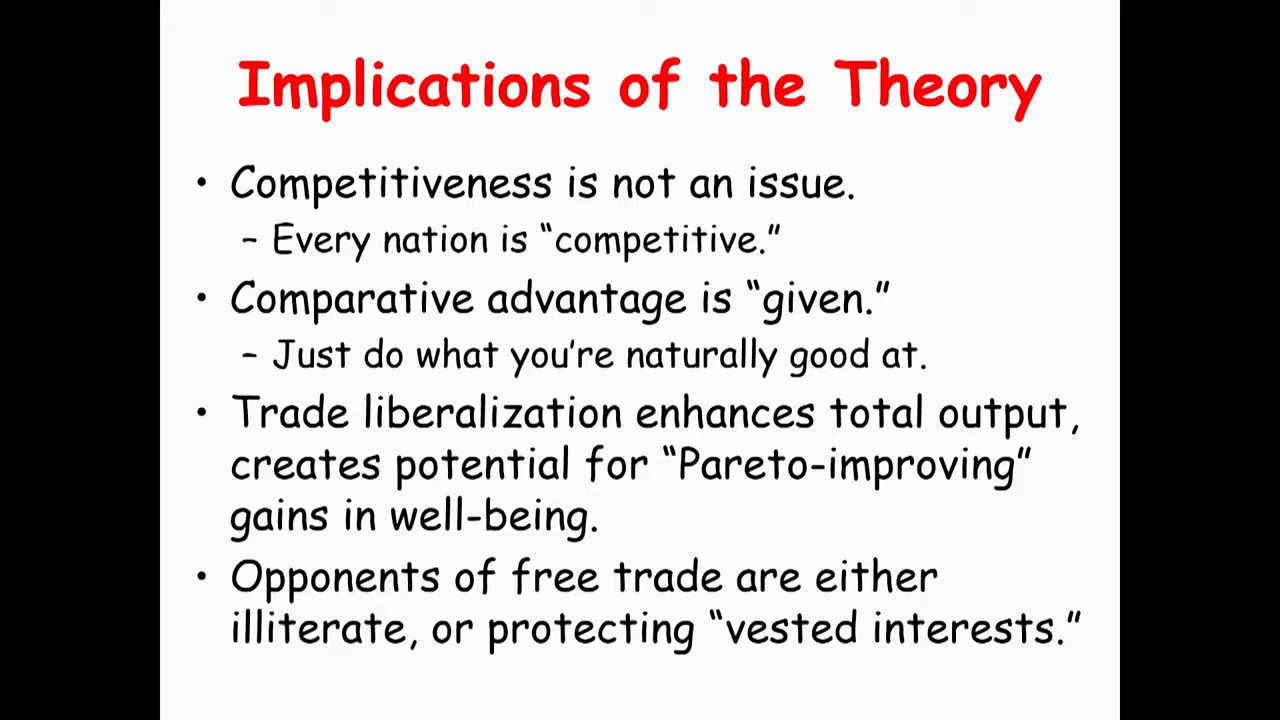 Implications of the Theory
• Competitiveness is not an issue.
– Every nation is “competitive.”
• Comparative advantage is “given.”
– Just do what you’re naturally good at.
• Trade liberalization enhances total output,
creates potential for “Pareto-improving”
gains in well-being.
• Opponents of free trade are either
illiterate, or protecting “vested interests.”